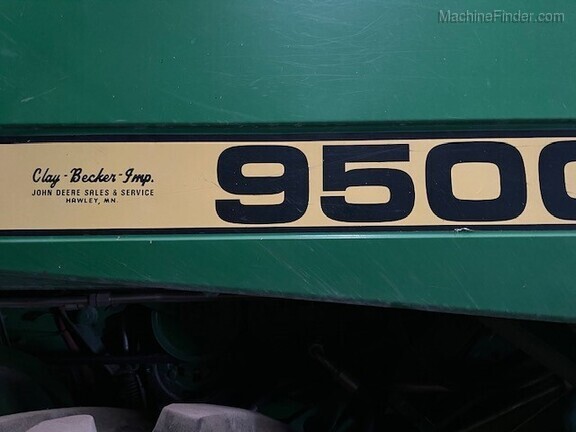 MachineFinder.com
Clay-Becker-Imp.
JOHN DEERE SALES & SERVICE
HAWLEY, MN.
9500